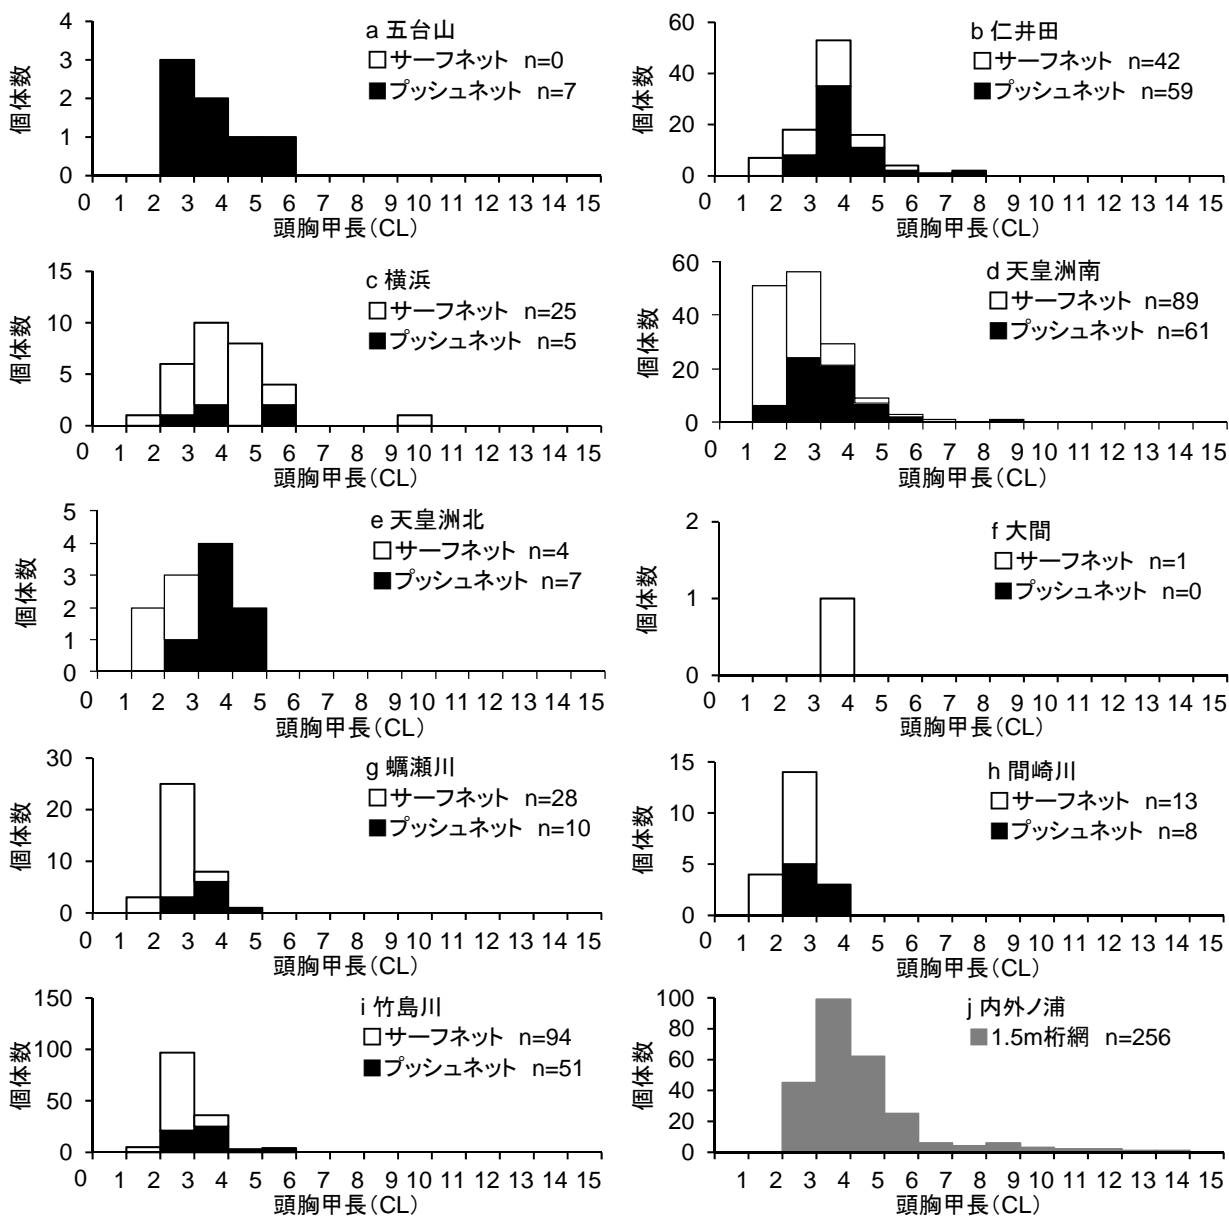 a 五台山
□サーフネット n=0
■プッシュネット n=7
個体数
4
3
2
1
0
0 1 2 3 4 5 6 7 8 9 10 11 12 13 14 15
頭胸甲長(CL)
b 仁井田
□サーフネット n=42
■プッシュネット n=59
個体数
60
40
20
0
0 1 2 3 4 5 6 7 8 9 10 11 12 13 14 15
頭胸甲長(CL)
c 横浜
□サーフネット n=25
■プッシュネット n=5
個体数
15
10
5
0
0 1 2 3 4 5 6 7 8 9 10 11 12 13 14 15
頭胸甲長(CL)
d 天皇洲南
□サーフネット n=89
■プッシュネット n=61
個体数
60
40
20
0
0 1 2 3 4 5 6 7 8 9 10 11 12 13 14 15
頭胸甲長(CL)
e 天皇洲北
□サーフネット n=4
■プッシュネット n=7
個体数
5
4
3
2
1
0
0 1 2 3 4 5 6 7 8 9 10 11 12 13 14 15
頭胸甲長(CL)
f 大間
□サーフネット n=1
■プッシュネット n=0
個体数
2
1
0
0 1 2 3 4 5 6 7 8 9 10 11 12 13 14 15
頭胸甲長(CL)
g 蠣瀬川
□サーフネット n=28
■プッシュネット n=10
個体数
30
20
10
0
0 1 2 3 4 5 6 7 8 9 10 11 12 13 14 15
頭胸甲長(CL)
h 間崎川
□サーフネット n=13
■プッシュネット n=8
個体数
15
10
5
0
0 1 2 3 4 5 6 7 8 9 10 11 12 13 14 15
頭胸甲長(CL)
i 竹島川
□サーフネット n=94
■プッシュネット n=51
個体数
150
100
50
0
0 1 2 3 4 5 6 7 8 9 10 11 12 13 14 15
頭胸甲長(CL)
j 内外ノ浦
■1.5m桁網 n=256
個体数
100
80
60
40
20
0
0 1 2 3 4 5 6 7 8 9 10 11 12 13 14 15
頭胸甲長(CL)